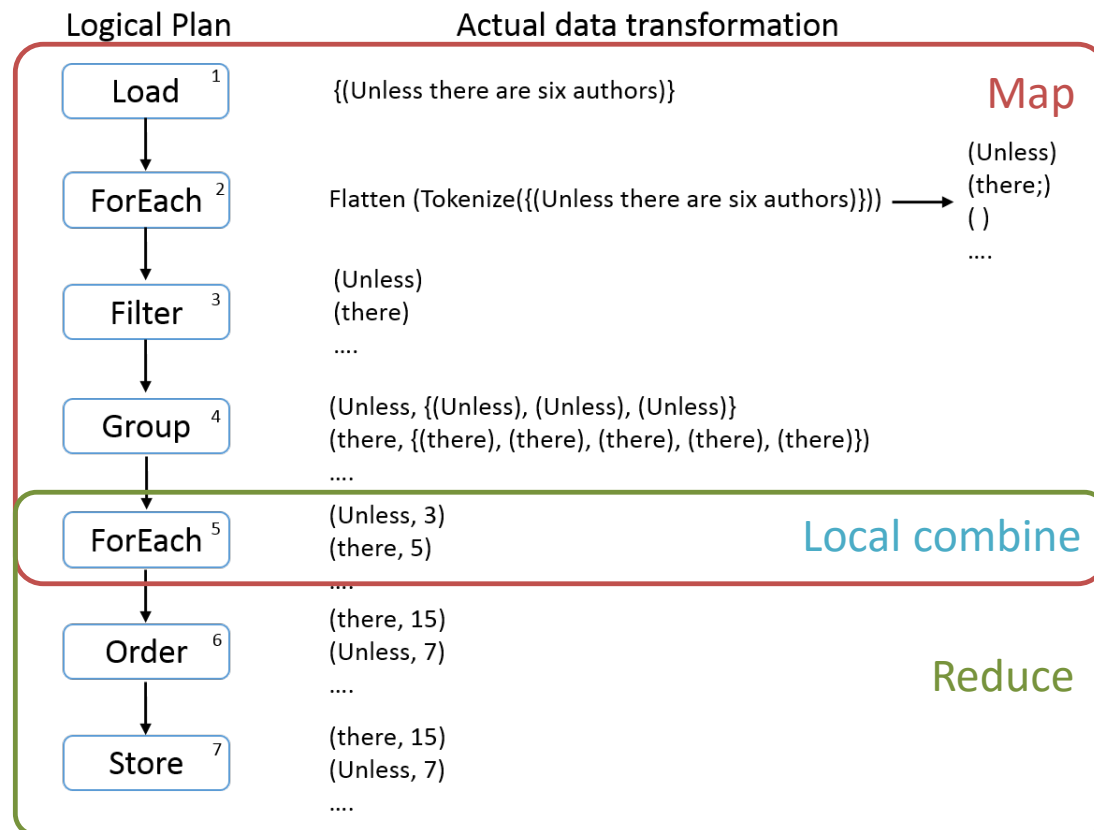 Logical Plan
Actual data transformation
Map
Load 1
{(Unless there are six authors)}
ForEach 2
Flatten (Tokenize({(Unless there are six authors)}))
(Unless)
(there;)
( )
....
Filter 3
(Unless)
(there)
....
Group 4
(Unless, {(Unless), (Unless), (Unless)}
(there, {(there), (there), (there), (there), (there)})
....
ForEach 5
(Unless, 3)
(there, 5)
....
Local combine
Order 6
(there, 15)
(Unless, 7)
....
Reduce
Store 7
(there, 15)
(Unless, 7)
....